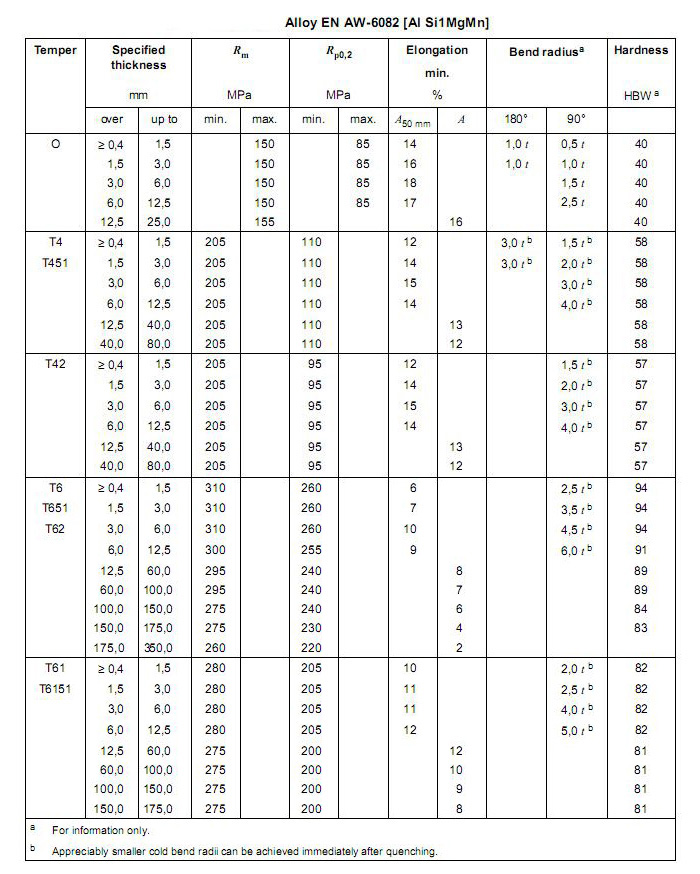 Alloy EN AW-6082 [Al Si1MgMn]
Temper Specified Rm Rp0,2 Elongation Bend radiusᵃ Hardness
thickness min.
mm MPa MPa % HBW ᵃ
over up to min. max. min. max. A50 mm A 180° 90°
O ≥ 0,4 1,5 150 85 14 1,0 t 0,5 t 40
1,5 3,0 150 85 16 1,0 t 1,0 t 40
3,0 6,0 150 85 18 1,5 t 40
6,0 12,5 150 85 17 2,5 t 40
12,5 25,0 155 16 40
T4 ≥ 0,4 1,5 205 110 12 3,0 t ᵇ 1,5 t ᵇ 58
T451 1,5 3,0 205 110 14 3,0 t ᵇ 2,0 t ᵇ 58
3,0 6,0 205 110 15 3,0 t ᵇ 58
6,0 12,5 205 110 14 4,0 t ᵇ 58
12,5 40,0 205 110 13 58
40,0 80,0 205 110 12 58
T42 ≥ 0,4 1,5 205 95 12 1,5 t ᵇ 57
1,5 3,0 205 95 14 2,0 t ᵇ 57
3,0 6,0 205 95 15 3,0 t ᵇ 57
6,0 12,5 205 95 14 4,0 t ᵇ 57
12,5 40,0 205 95 13 57
40,0 80,0 205 95 12 57
T6 ≥ 0,4 1,5 310 260 6 2,5 t ᵇ 94
T651 1,5 3,0 310 260 7 3,5 t ᵇ 94
T62 3,0 6,0 310 260 10 4,5 t ᵇ 94
6,0 12,5 300 255 9 6,0 t ᵇ 91
12,5 60,0 295 240 8 89
60,0 100,0 295 240 7 89
100,0 150,0 275 240 6 84
150,0 175,0 275 230 4 83
175,0 350,0 260 220 2
T61 ≥ 0,4 1,5 280 205 10 2,0 t ᵇ 82
T6151 1,5 3,0 280 205 11 2,5 t ᵇ 82
3,0 6,0 280 205 11 4,0 t ᵇ 82
6,0 12,5 280 205 12 5,0 t ᵇ 82
12,5 60,0 275 200 12 81
60,0 100,0 275 200 10 81
100,0 150,0 275 200 9 81
150,0 175,0 275 200 8 81
ᵃ For information only.
ᵇ Appreciably smaller cold bend radii can be achieved immediately after quenching.